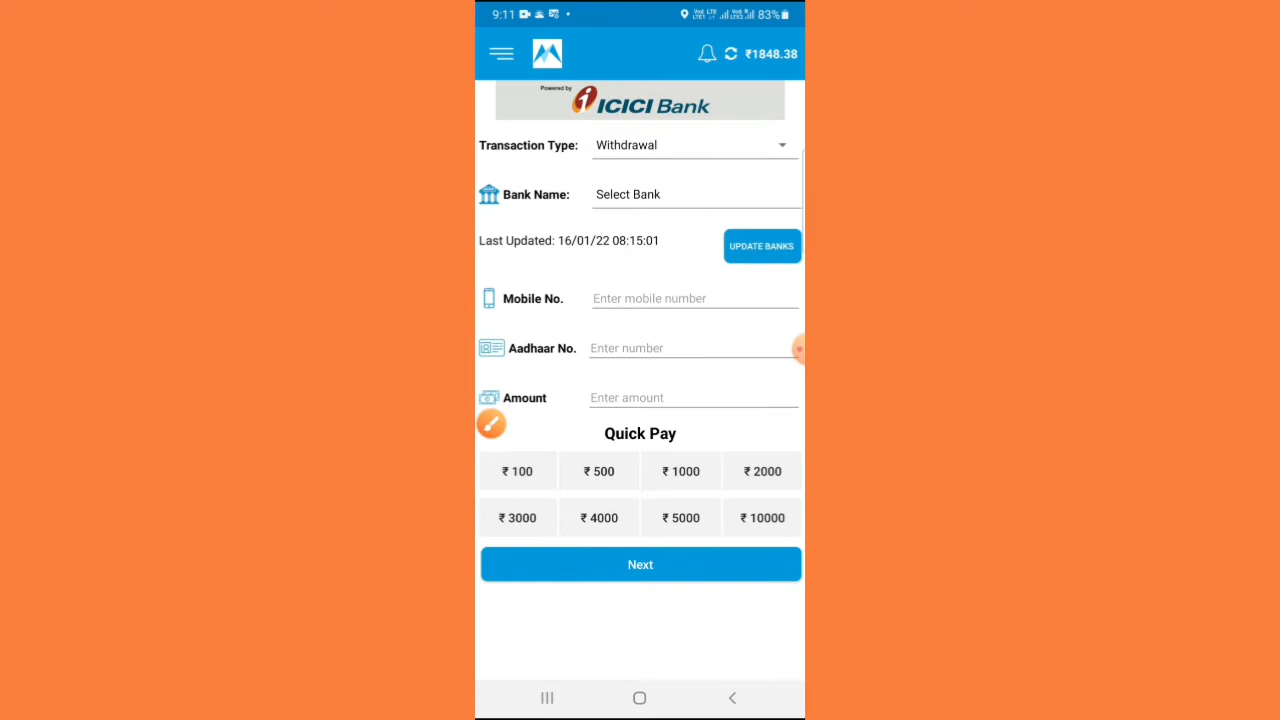 9:11 83%
₹1848.38
Powered by
ICICI Bank
Transaction Type: Withdrawal
Bank Name: Select Bank
Last Updated: 16/01/22 08:15:01 UPDATE BANKS
Mobile No. Enter mobile number
Aadhaar No. Enter number
Amount Enter amount
Quick Pay
₹ 100 ₹ 500 ₹ 1000 ₹ 2000
₹ 3000 ₹ 4000 ₹ 5000 ₹ 10000
Next